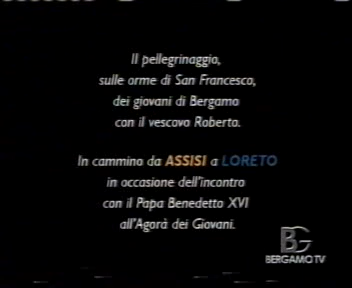 Il pellegrinaggio,
sulle orme di San Francesco,
dei giovani di Bergamo
con il vescovo Roberto.
In cammino da ASSISI a LORETO
in occasione dell'incontro
con il Papa Benedetto XVI
all'Agorà dei Giovani.
BG
BERGAMO TV